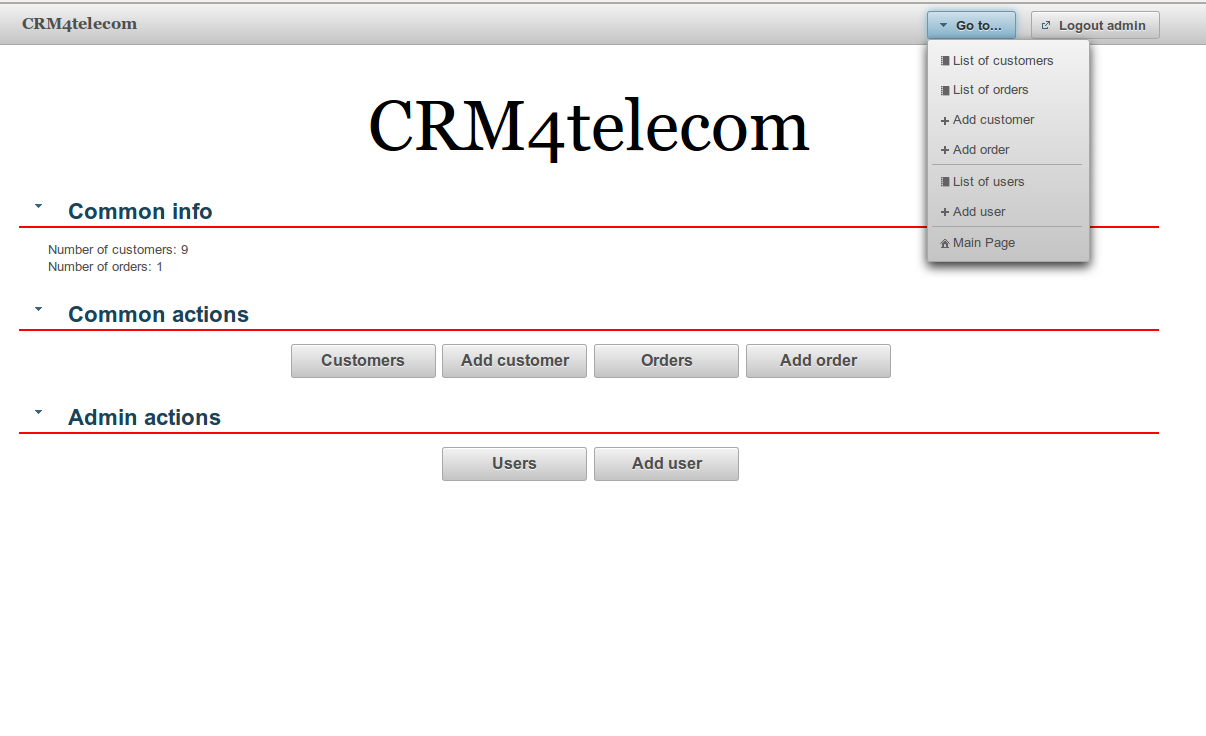 CRM4telecom
Go to...
Logout admin
List of customers
List of orders
Add customer
Add order
List of users
Add user
Main Page
CRM4telecom
Common info
Number of customers: 9
Number of orders: 1
Common actions
Customers
Add customer
Orders
Add order
Admin actions
Users
Add user